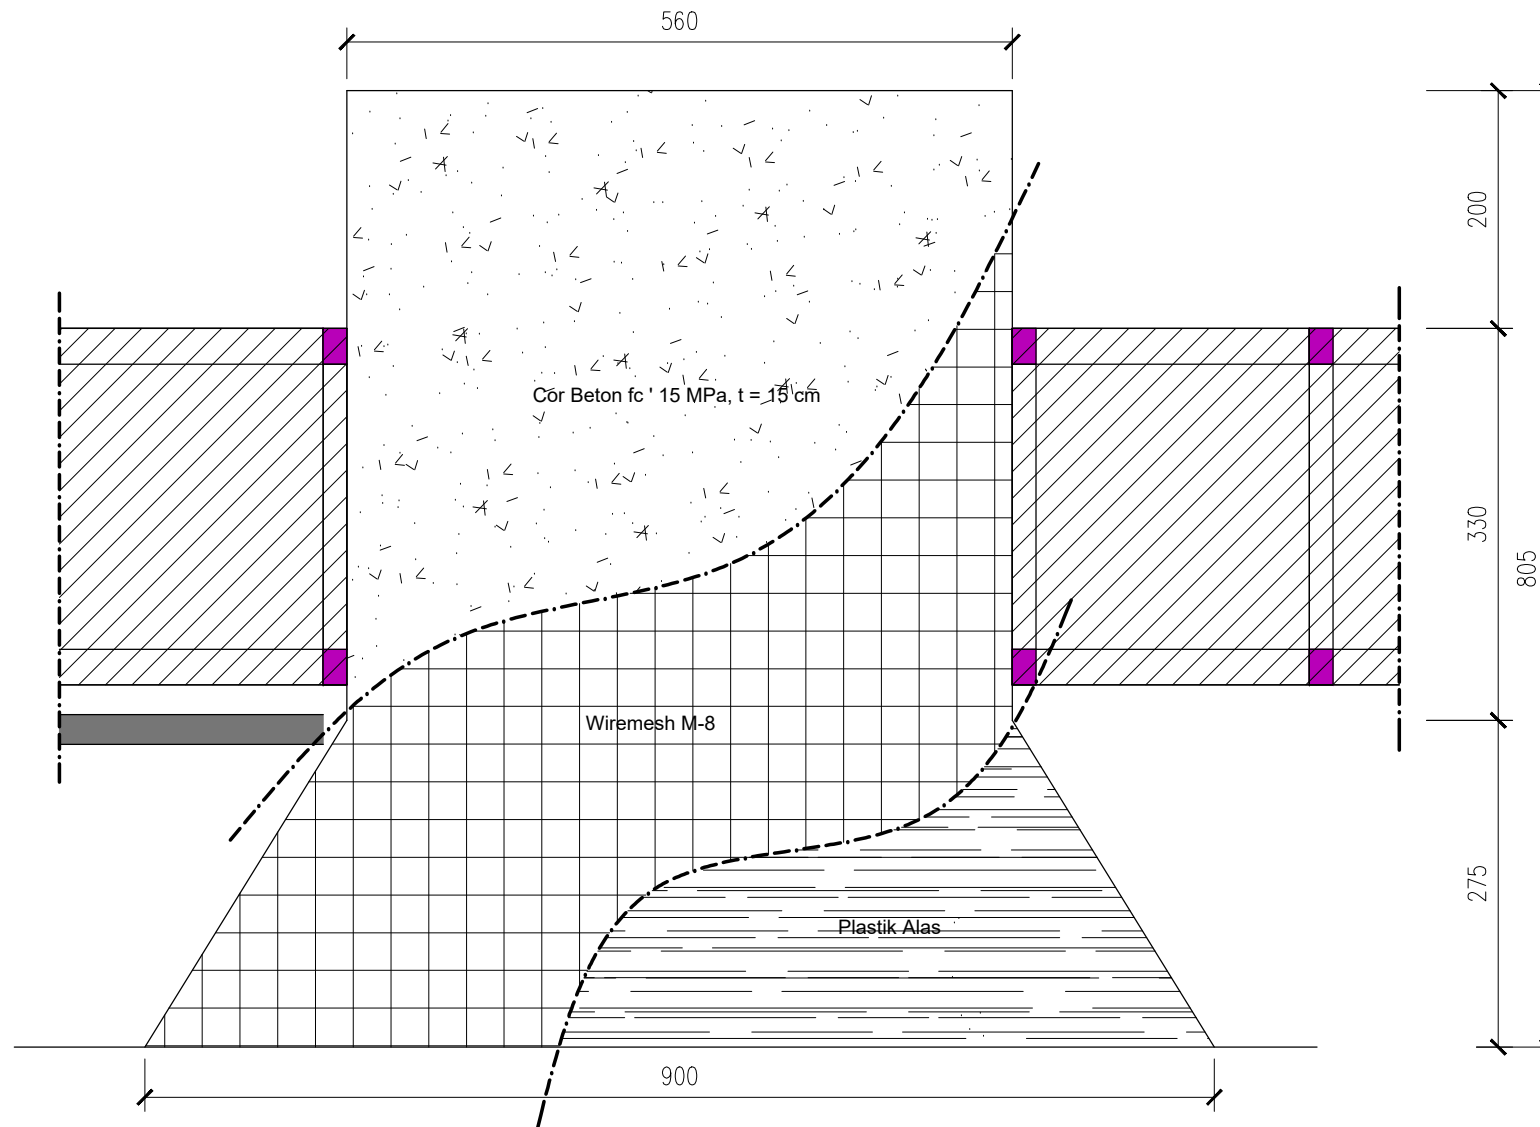 560
200
Cor Beton fc ' 15 MPa, t = 15 cm
330
805
Wiremesh M-8
275
Plastik Alas
900